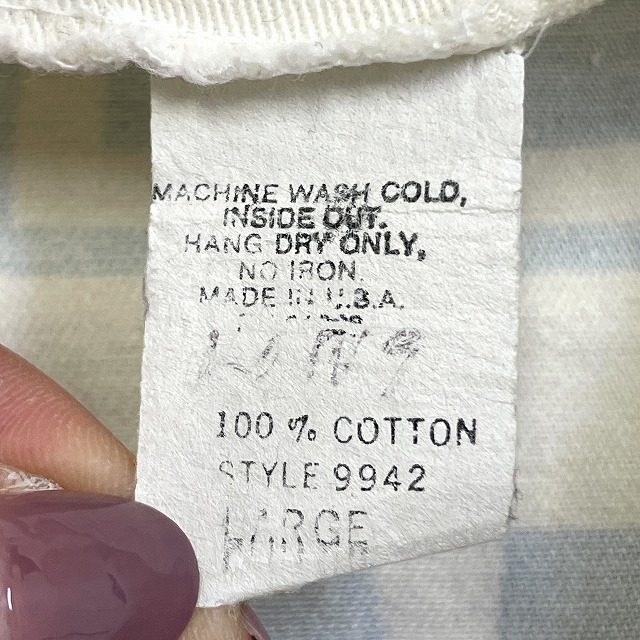 MACHINE WASH COLD,
INSIDE OUT.
HANG DRY ONLY,
NO IRON
MADE IN U.S.A.
100 % COTTON
STYLE 9942
LARGE